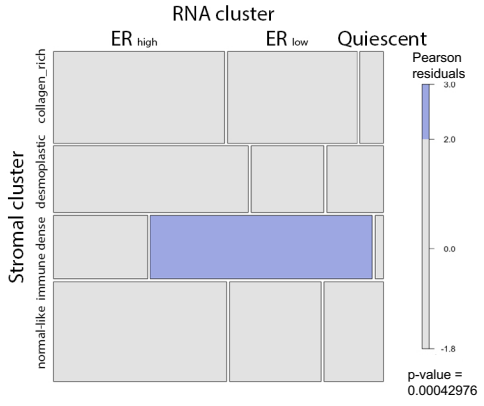 RNA cluster
ER high
ER low
Quiescent
Pearson
residuals
3.0
2.0
0.0
-1.8
p-value =
0.00042976
Stromal cluster
collagen_rich
desmoplastic
immune dense
normal-like